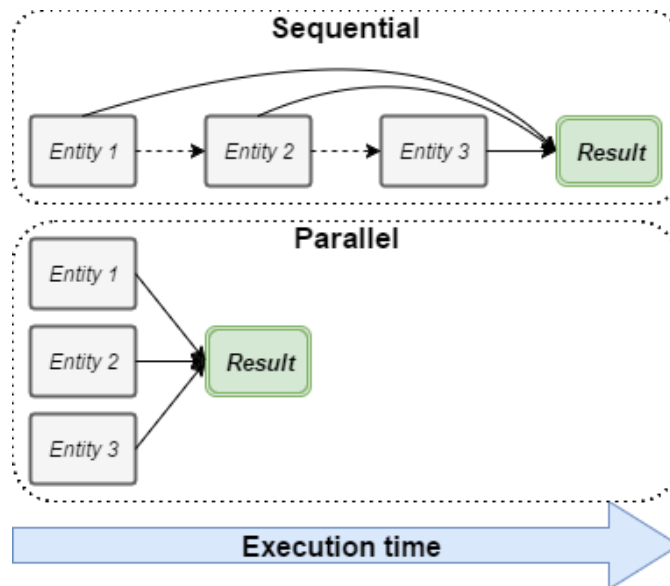 Sequential
Entity 1
Entity 2
Entity 3
Result
Parallel
Entity 1
Entity 2
Result
Entity 3
Execution time